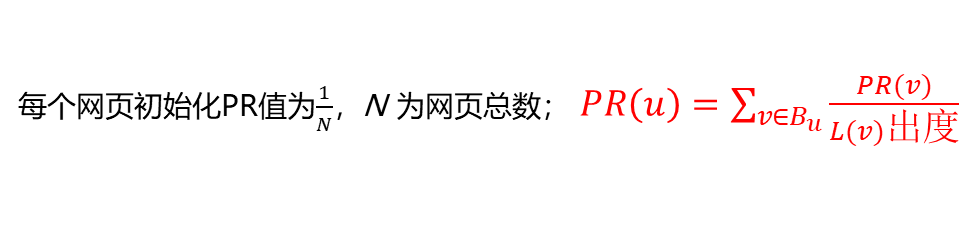 每个网页初始化PR值为1/N，N 为网页总数； PR(u) = ∑v∈Bu PR(v)/L(v)出度